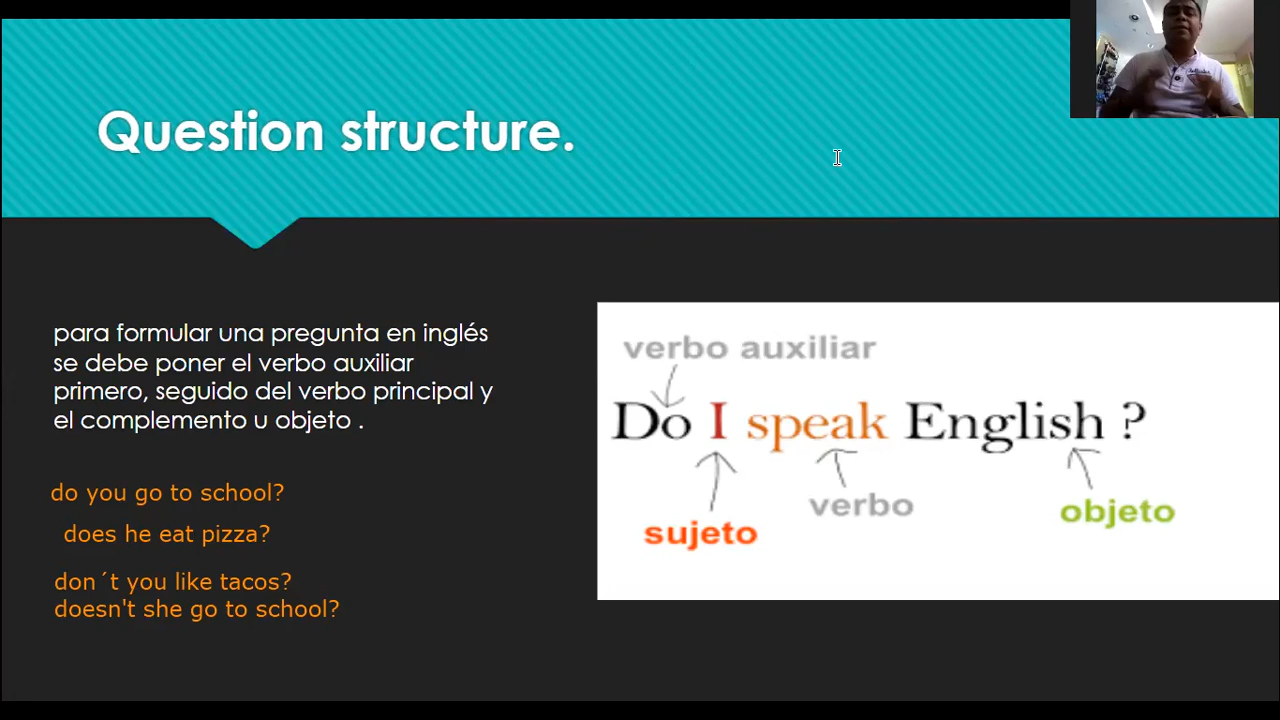 Question structure.
para formular una pregunta en inglés
se debe poner el verbo auxiliar
primero, seguido del verbo principal y
el complemento u objeto .
do you go to school?
does he eat pizza?
don´t you like tacos?
doesn't she go to school?
verbo auxiliar
Do I speak English ?
verbo
objeto
sujeto